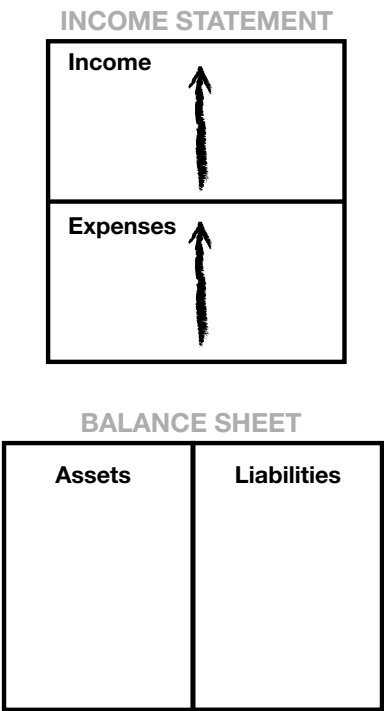 INCOME STATEMENT
Income
Expenses
BALANCE SHEET
Assets Liabilities